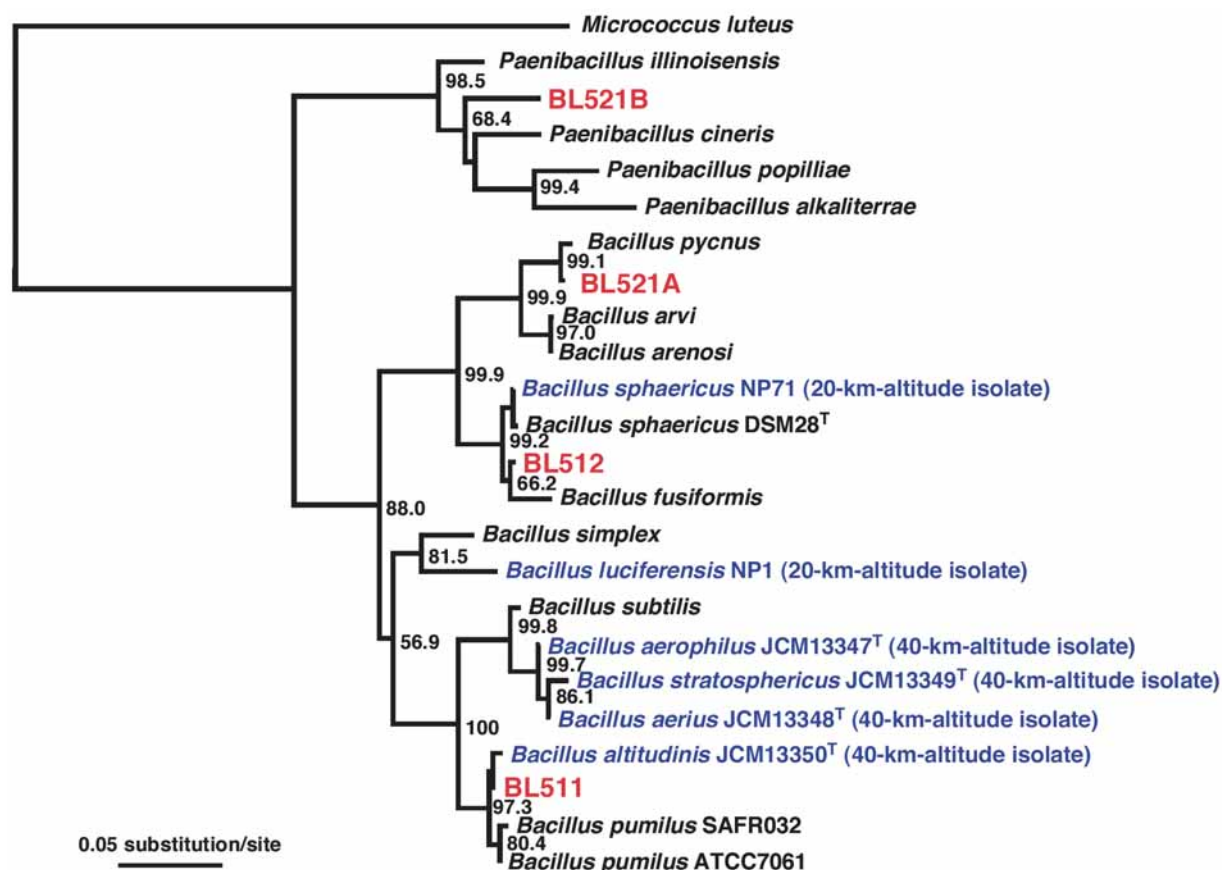 Micrococcus luteus
Paenibacillus illinoisensis
98.5
BL521B
68.4
Paenibacillus cineris
Paenibacillus popilliae
99.4
Paenibacillus alkaliterrae
Bacillus pycnus
99.1
BL521A
99.9
Bacillus arvi
97.0
Bacillus arenosi
99.9
Bacillus sphaericus NP71 (20-km-altitude isolate)
Bacillus sphaericus DSM28ᵀ
99.2
BL512
66.2
Bacillus fusiformis
88.0
Bacillus simplex
81.5
Bacillus luciferensis NP1 (20-km-altitude isolate)
Bacillus subtilis
99.8
56.9
Bacillus aerophilus JCM13347ᵀ (40-km-altitude isolate)
99.7
Bacillus stratosphericus JCM13349ᵀ (40-km-altitude isolate)
86.1
Bacillus aerius JCM13348ᵀ (40-km-altitude isolate)
100
Bacillus altitudinis JCM13350ᵀ (40-km-altitude isolate)
BL511
97.3
Bacillus pumilus SAFR032
80.4
Bacillus pumilus ATCC7061
0.05 substitution/site